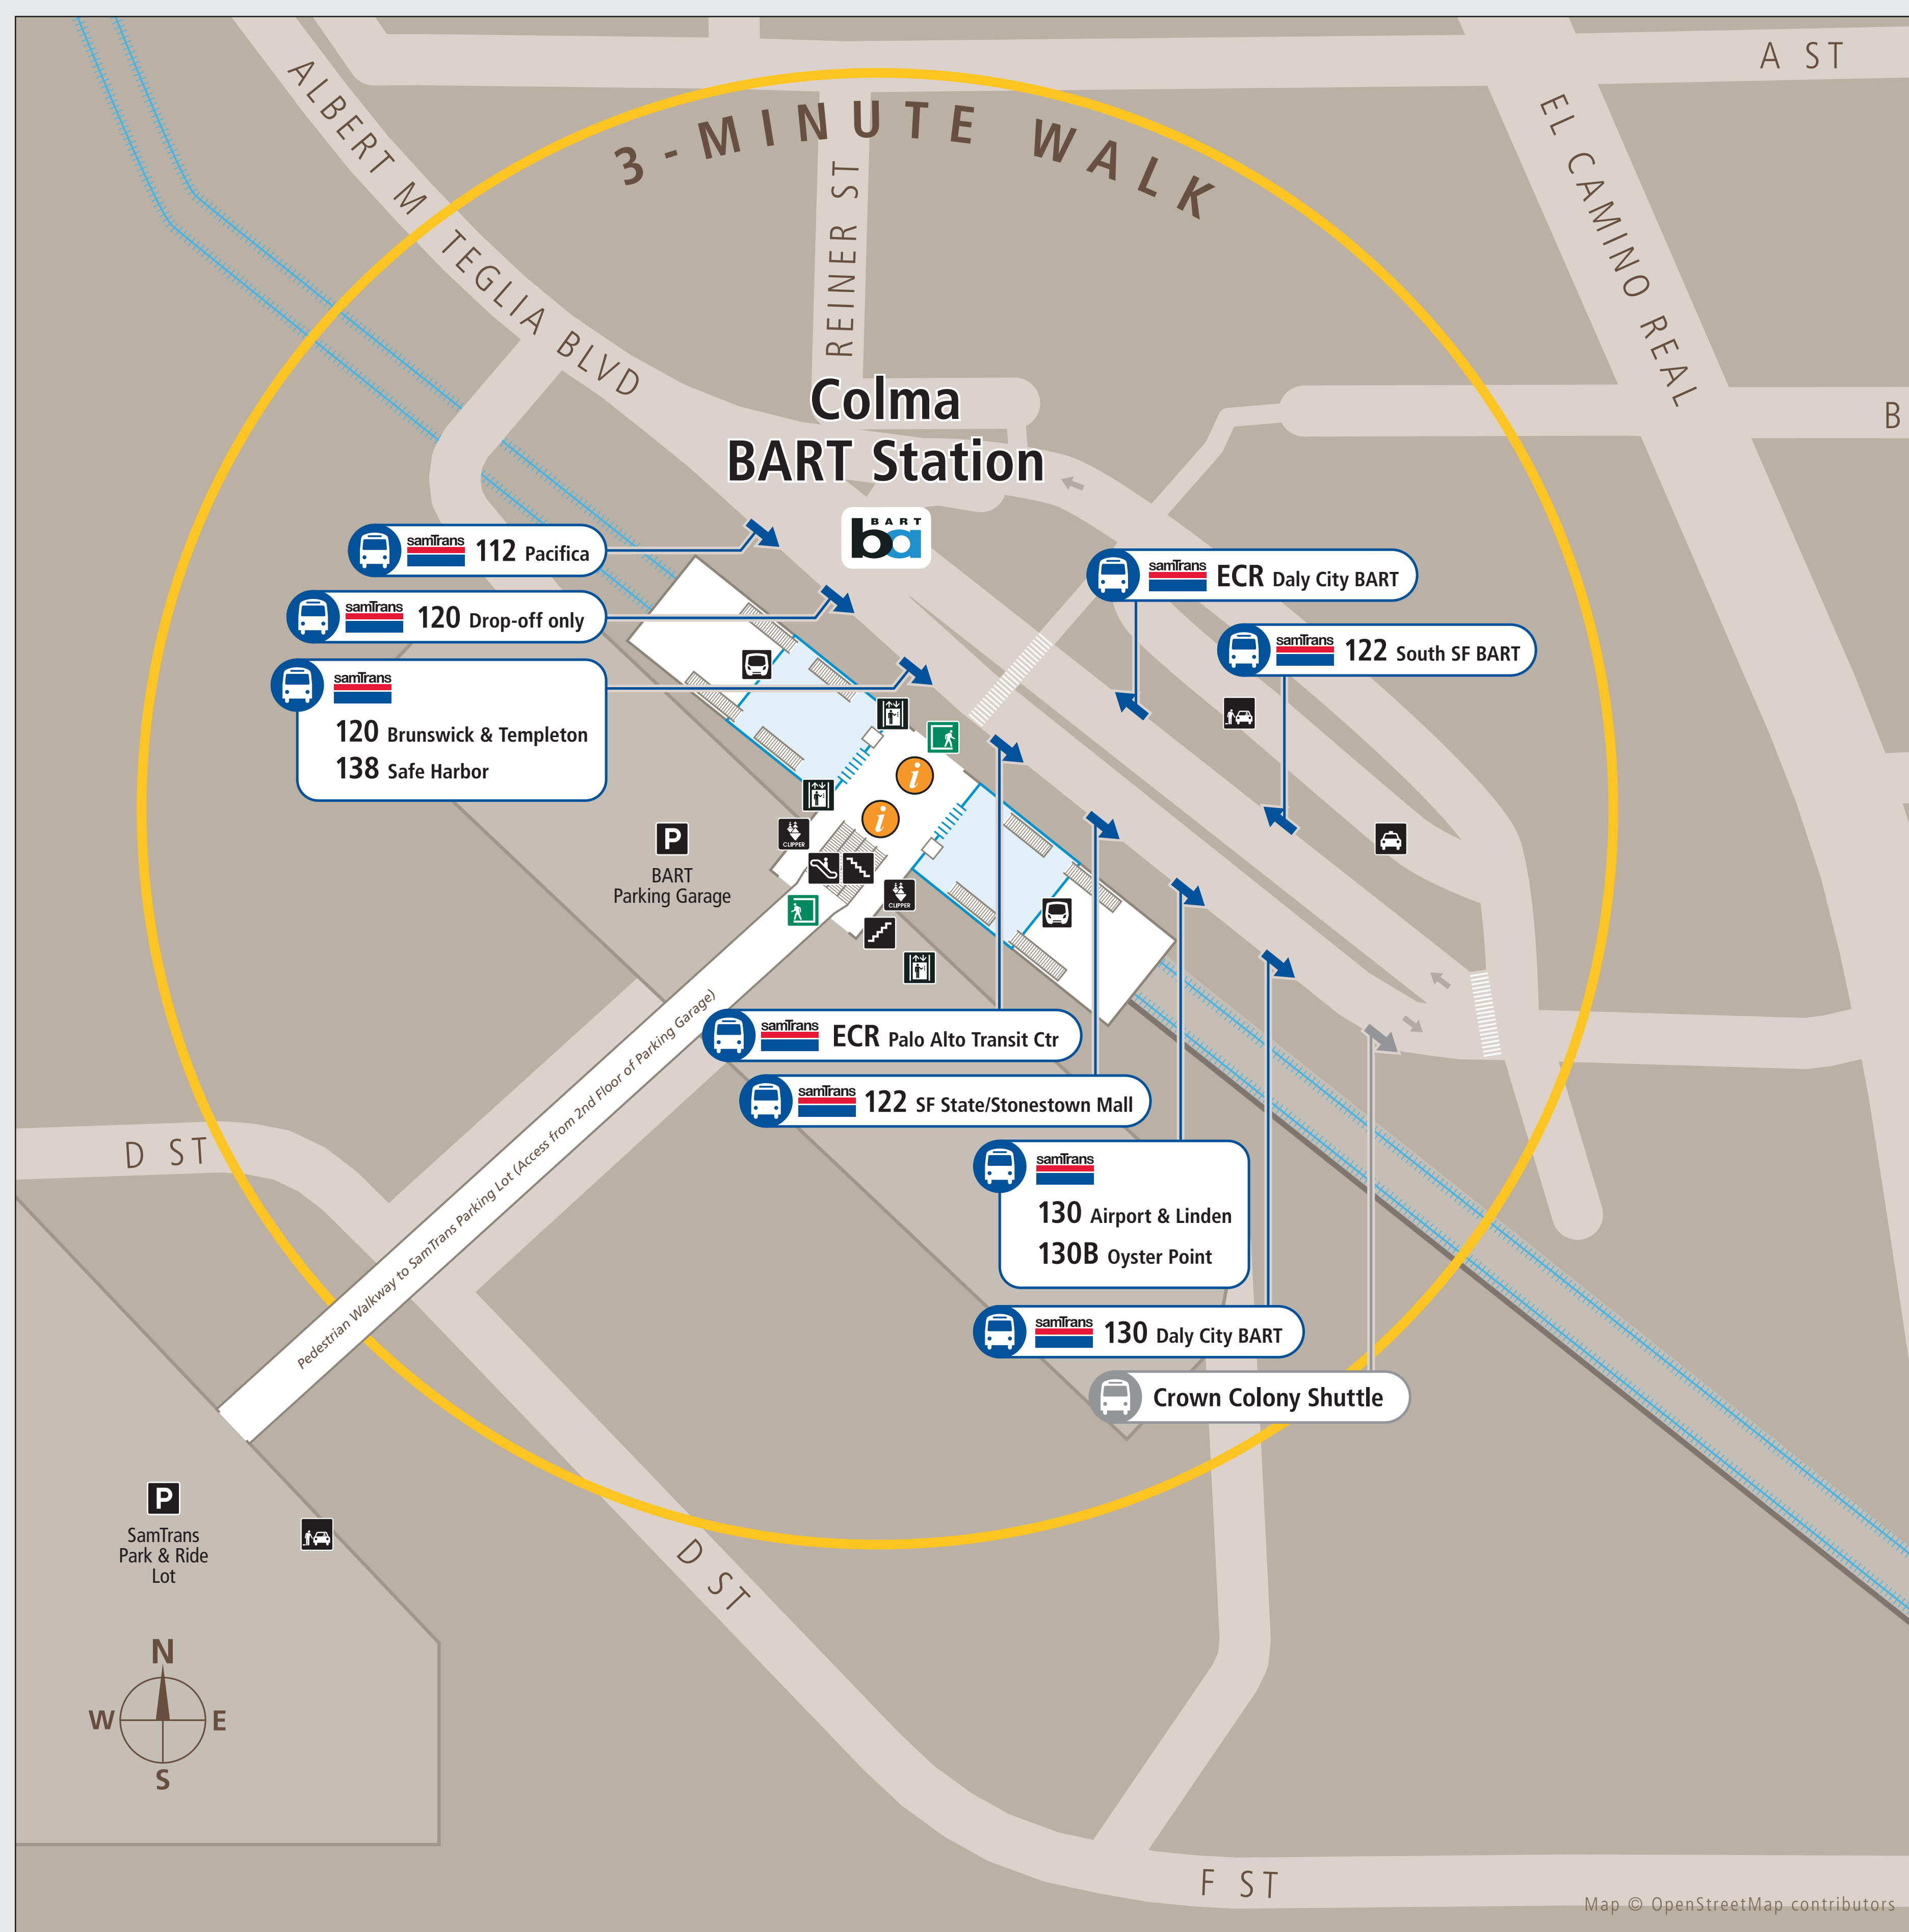 A ST
ALBERT M TEGLIA BLVD
3-MINUTE WALK
REINER ST
EL CAMINO REAL
B
Colma
BART Station
BART
ba
samTrans 112 Pacifica
samTrans 120 Drop-off only
samTrans
120 Brunswick & Templeton
138 Safe Harbor
samTrans ECR Daly City BART
samTrans 122 South SF BART
i
i
P
BART
Parking Garage
CLIPPER
CLIPPER
samTrans ECR Palo Alto Transit Ctr
samTrans 122 SF State/Stonestown Mall
samTrans
130 Airport & Linden
130B Oyster Point
samTrans 130 Daly City BART
Crown Colony Shuttle
Pedestrian Walkway to SamTrans Parking Lot (Access from 2nd Floor of Parking Garage)
D ST
D ST
P
SamTrans
Park & Ride
Lot
N
W E
S
F ST
Map © OpenStreetMap contributors